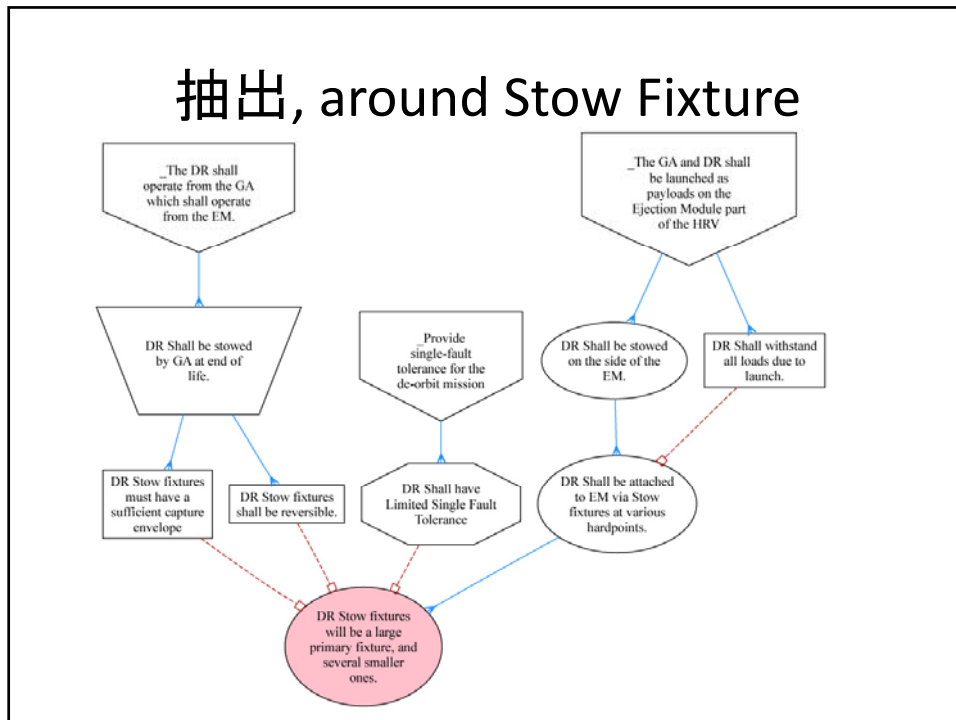 抽出, around Stow Fixture
_The DR shall
operate from the GA
which shall operate
from the EM.
_The GA and DR shall
be launched as
payloads on the
Ejection Module part
of the HRV
DR Shall be stowed
by GA at end of
life.
_Provide
single-fault
tolerance for the
de-orbit mission
DR Shall be stowed
on the side of the
EM.
DR Shall withstand
all loads due to
launch.
DR Stow fixtures
must have a
sufficient capture
envelope
DR Stow fixtures
shall be reversible.
DR Shall have
Limited Single Fault
Tolerance
DR Shall be attached
to EM via Stow
fixtures at various
hardpoints.
DR Stow fixtures
will be a large
primary fixture, and
several smaller
ones.